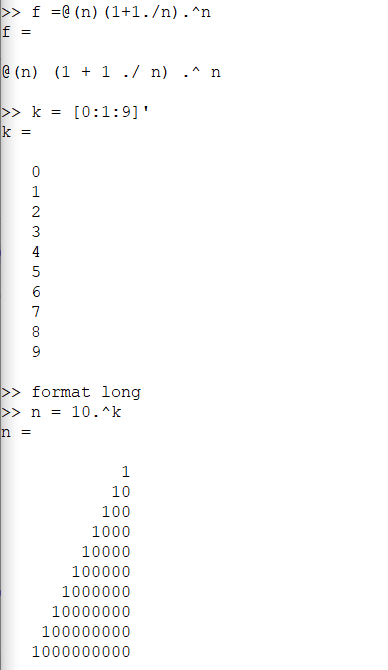 >> f =@(n)(1+1./n).^n
f =
@(n) (1 + 1 ./ n) .^ n
>> k = [0:1:9]'
k =
0
1
2
3
4
5
6
7
8
9
>> format long
>> n = 10.^k
n =
1
10
100
1000
10000
100000
1000000
10000000
100000000
1000000000